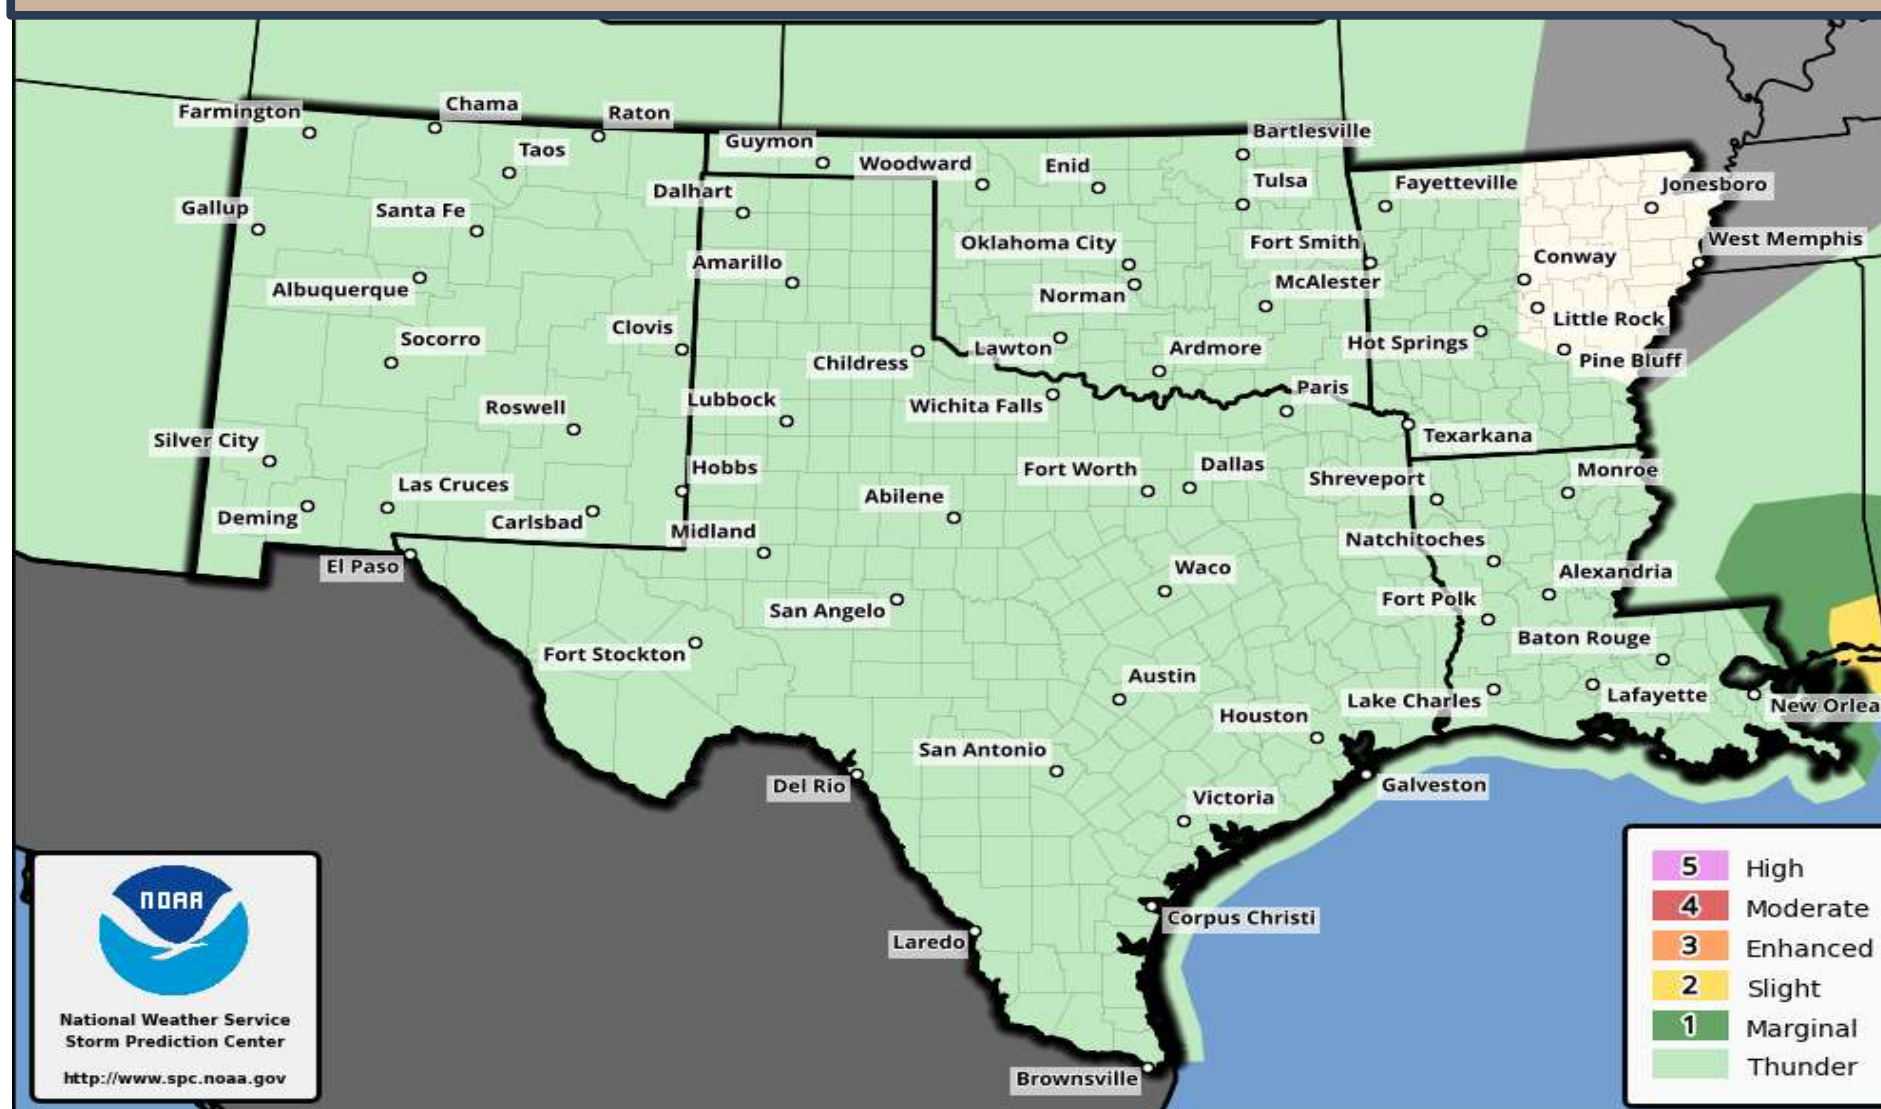 Farmington
Chama
Raton
Taos
Guymon
Woodward
Enid
Bartlesville
Tulsa
Fayetteville
Jonesboro
Gallup
Santa Fe
Dalhart
Oklahoma City
Fort Smith
West Memphis
Amarillo
Conway
Albuquerque
Norman
McAlester
Clovis
Little Rock
Socorro
Childress
Lawton
Ardmore
Hot Springs
Pine Bluff
Roswell
Lubbock
Wichita Falls
Paris
Texarkana
Silver City
Las Cruces
Hobbs
Fort Worth
Dallas
Shreveport
Monroe
Deming
Carlsbad
Abilene
Midland
Natchitoches
El Paso
Waco
Alexandria
San Angelo
Fort Polk
Fort Stockton
Baton Rouge
Austin
Lake Charles
Lafayette
New Orlea
Houston
San Antonio
Del Rio
Galveston
Victoria
Corpus Christi
Laredo
Brownsville
NOAA
National Weather Service
Storm Prediction Center
http://www.spc.noaa.gov
5 High
4 Moderate
3 Enhanced
2 Slight
1 Marginal
Thunder